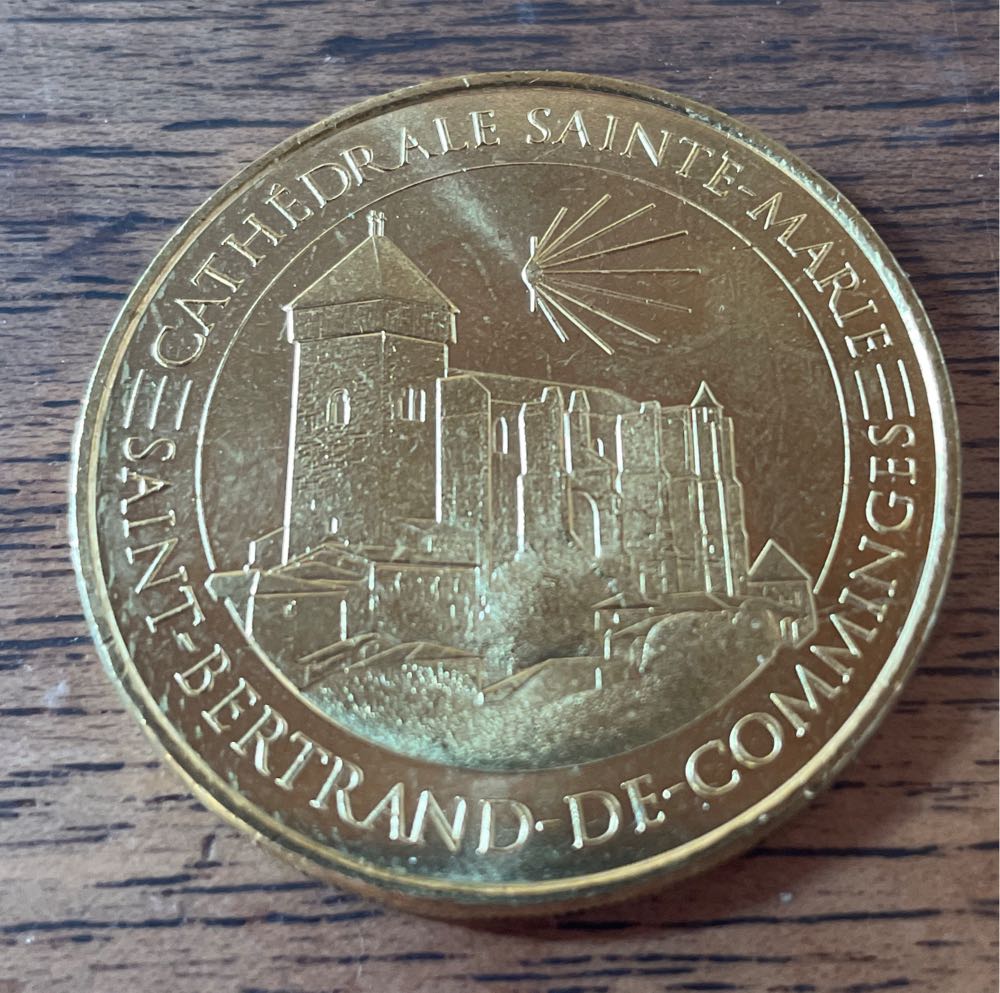 CATHÉDRALE SAINTE-MARIE
SAINT-BERTRAND-DE-COMMINGES